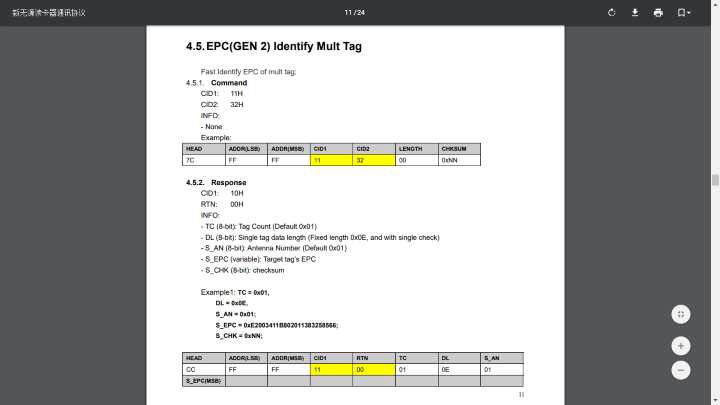 新无源读卡器通讯协议
11 / 24
4.5. EPC(GEN 2) Identify Mult Tag
Fast Identify EPC of mult tag;
4.5.1. Command
CID1: 11H
CID2: 32H
INFO:
- None
Example:
HEAD ADDR(LSB) ADDR(MSB) CID1 CID2 LENGTH CHKSUM
7C FF FF 11 32 00 0xNN
4.5.2. Response
CID1: 10H
RTN: 00H
INFO:
- TC (8-bit): Tag Count (Default 0x01)
- DL (8-bit): Single tag data length (Fixed length 0x0E, and with single check)
- S_AN (8-bit): Antenna Number (Default 0x01)
- S_EPC (variable): Target tag's EPC
- S_CHK (8-bit): checksum
Example1: TC = 0x01,
DL = 0x0E,
S_AN = 0x01;
S_EPC = 0xE2003411B802011383258566;
S_CHK = 0xNN;
HEAD ADDR(LSB) ADDR(MSB) CID1 RTN TC DL S_AN
CC FF FF 11 00 01 0E 01
S_EPC(MSB)
11